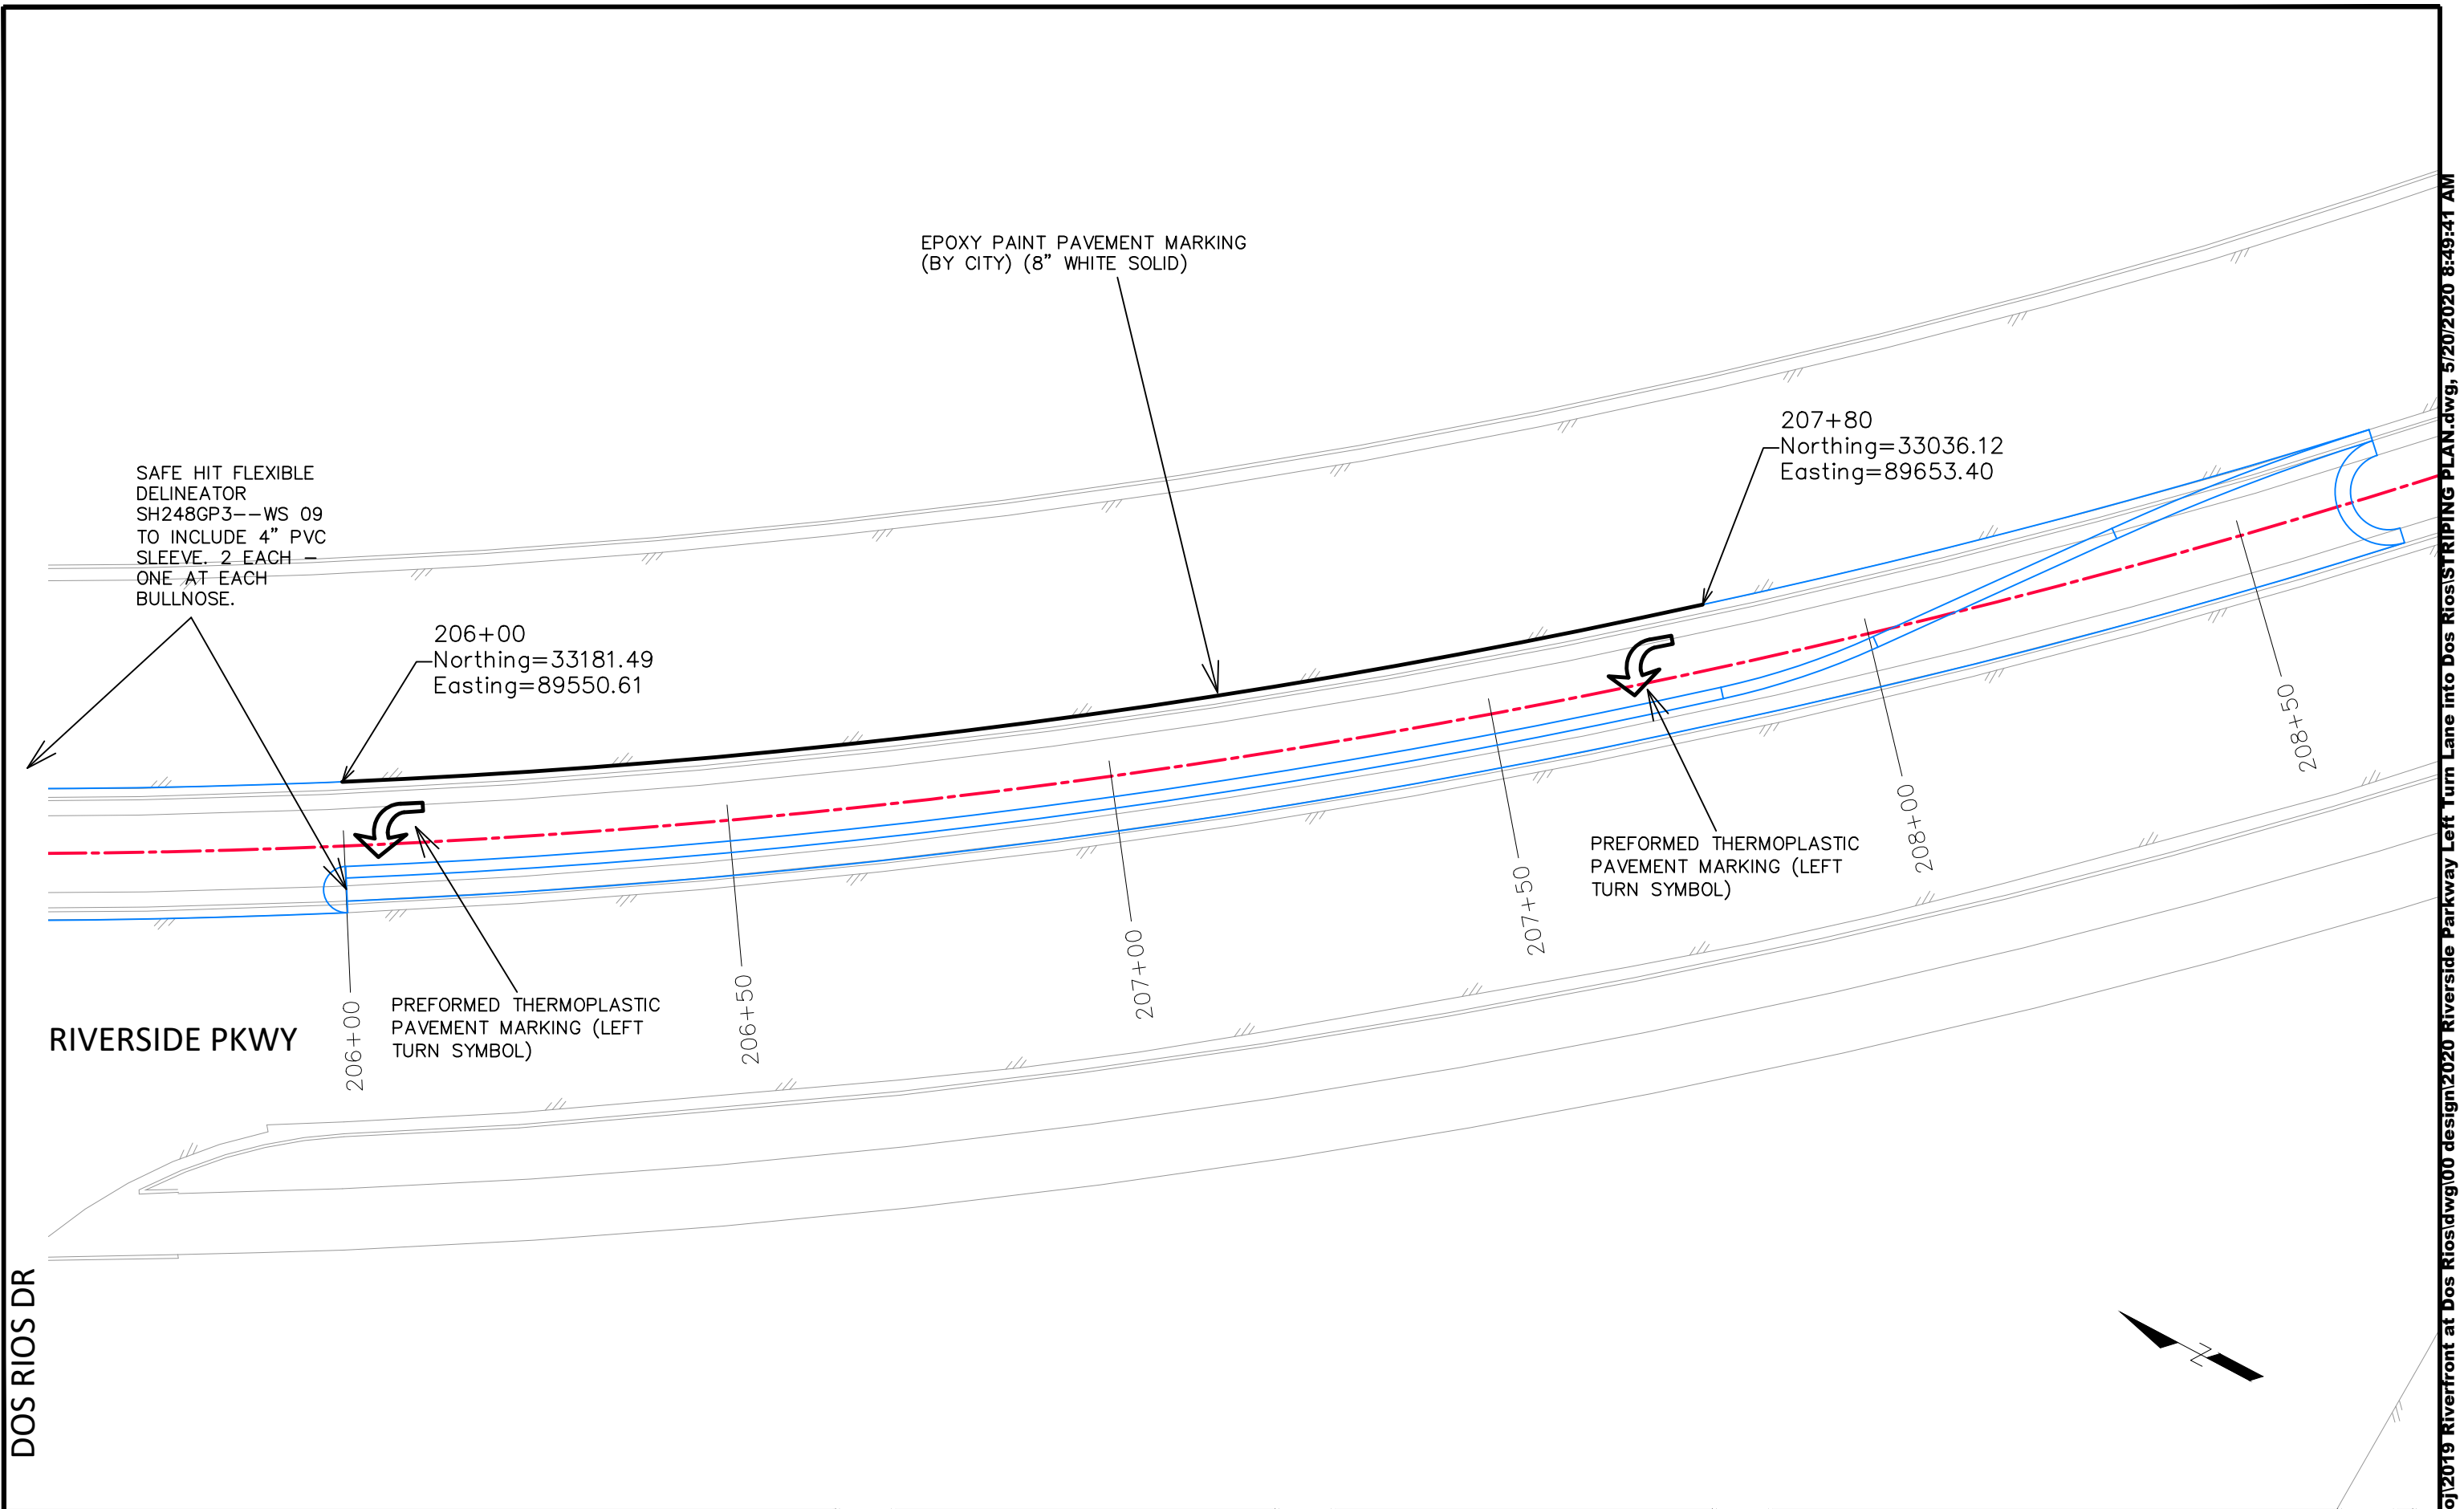 EPOXY PAINT PAVEMENT MARKING
(BY CITY) (8" WHITE SOLID)
SAFE HIT FLEXIBLE
DELINEATOR
SH248GP3--WS 09
TO INCLUDE 4" PVC
SLEEVE. 2 EACH -
ONE AT EACH
BULLNOSE.
206+00
Northing=33181.49
Easting=89550.61
207+80
Northing=33036.12
Easting=89653.40
PREFORMED THERMOPLASTIC
PAVEMENT MARKING (LEFT
TURN SYMBOL)
PREFORMED THERMOPLASTIC
PAVEMENT MARKING (LEFT
TURN SYMBOL)
206+00
206+50
207+00
207+50
208+00
208+50
RIVERSIDE PKWY
DOS RIOS DR
N
oj\2019 Riverfront at Dos Rios\dwg\00 design\2020 Riverside Parkway Left Turn Lane into Dos Rios\STRIPING PLAN.dwg, 5/20/2020 8:49:41 AM